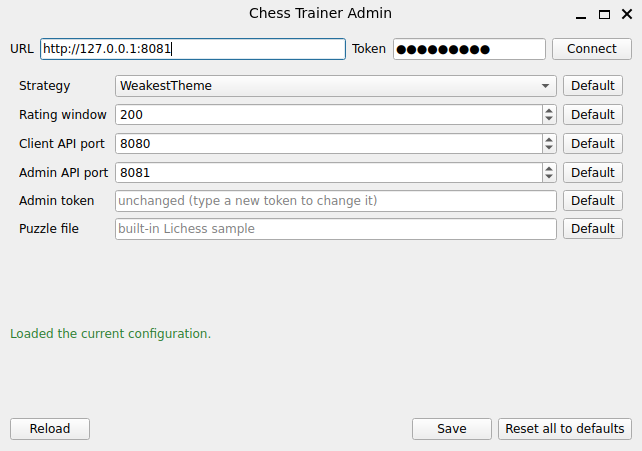 Chess Trainer Admin
URL http://127.0.0.1:8081 Token ●●●●●●●●● Connect
Strategy WeakestTheme Default
Rating window 200 Default
Client API port 8080 Default
Admin API port 8081 Default
Admin token unchanged (type a new token to change it) Default
Puzzle file built-in Lichess sample Default
Loaded the current configuration.
Reload Save Reset all to defaults